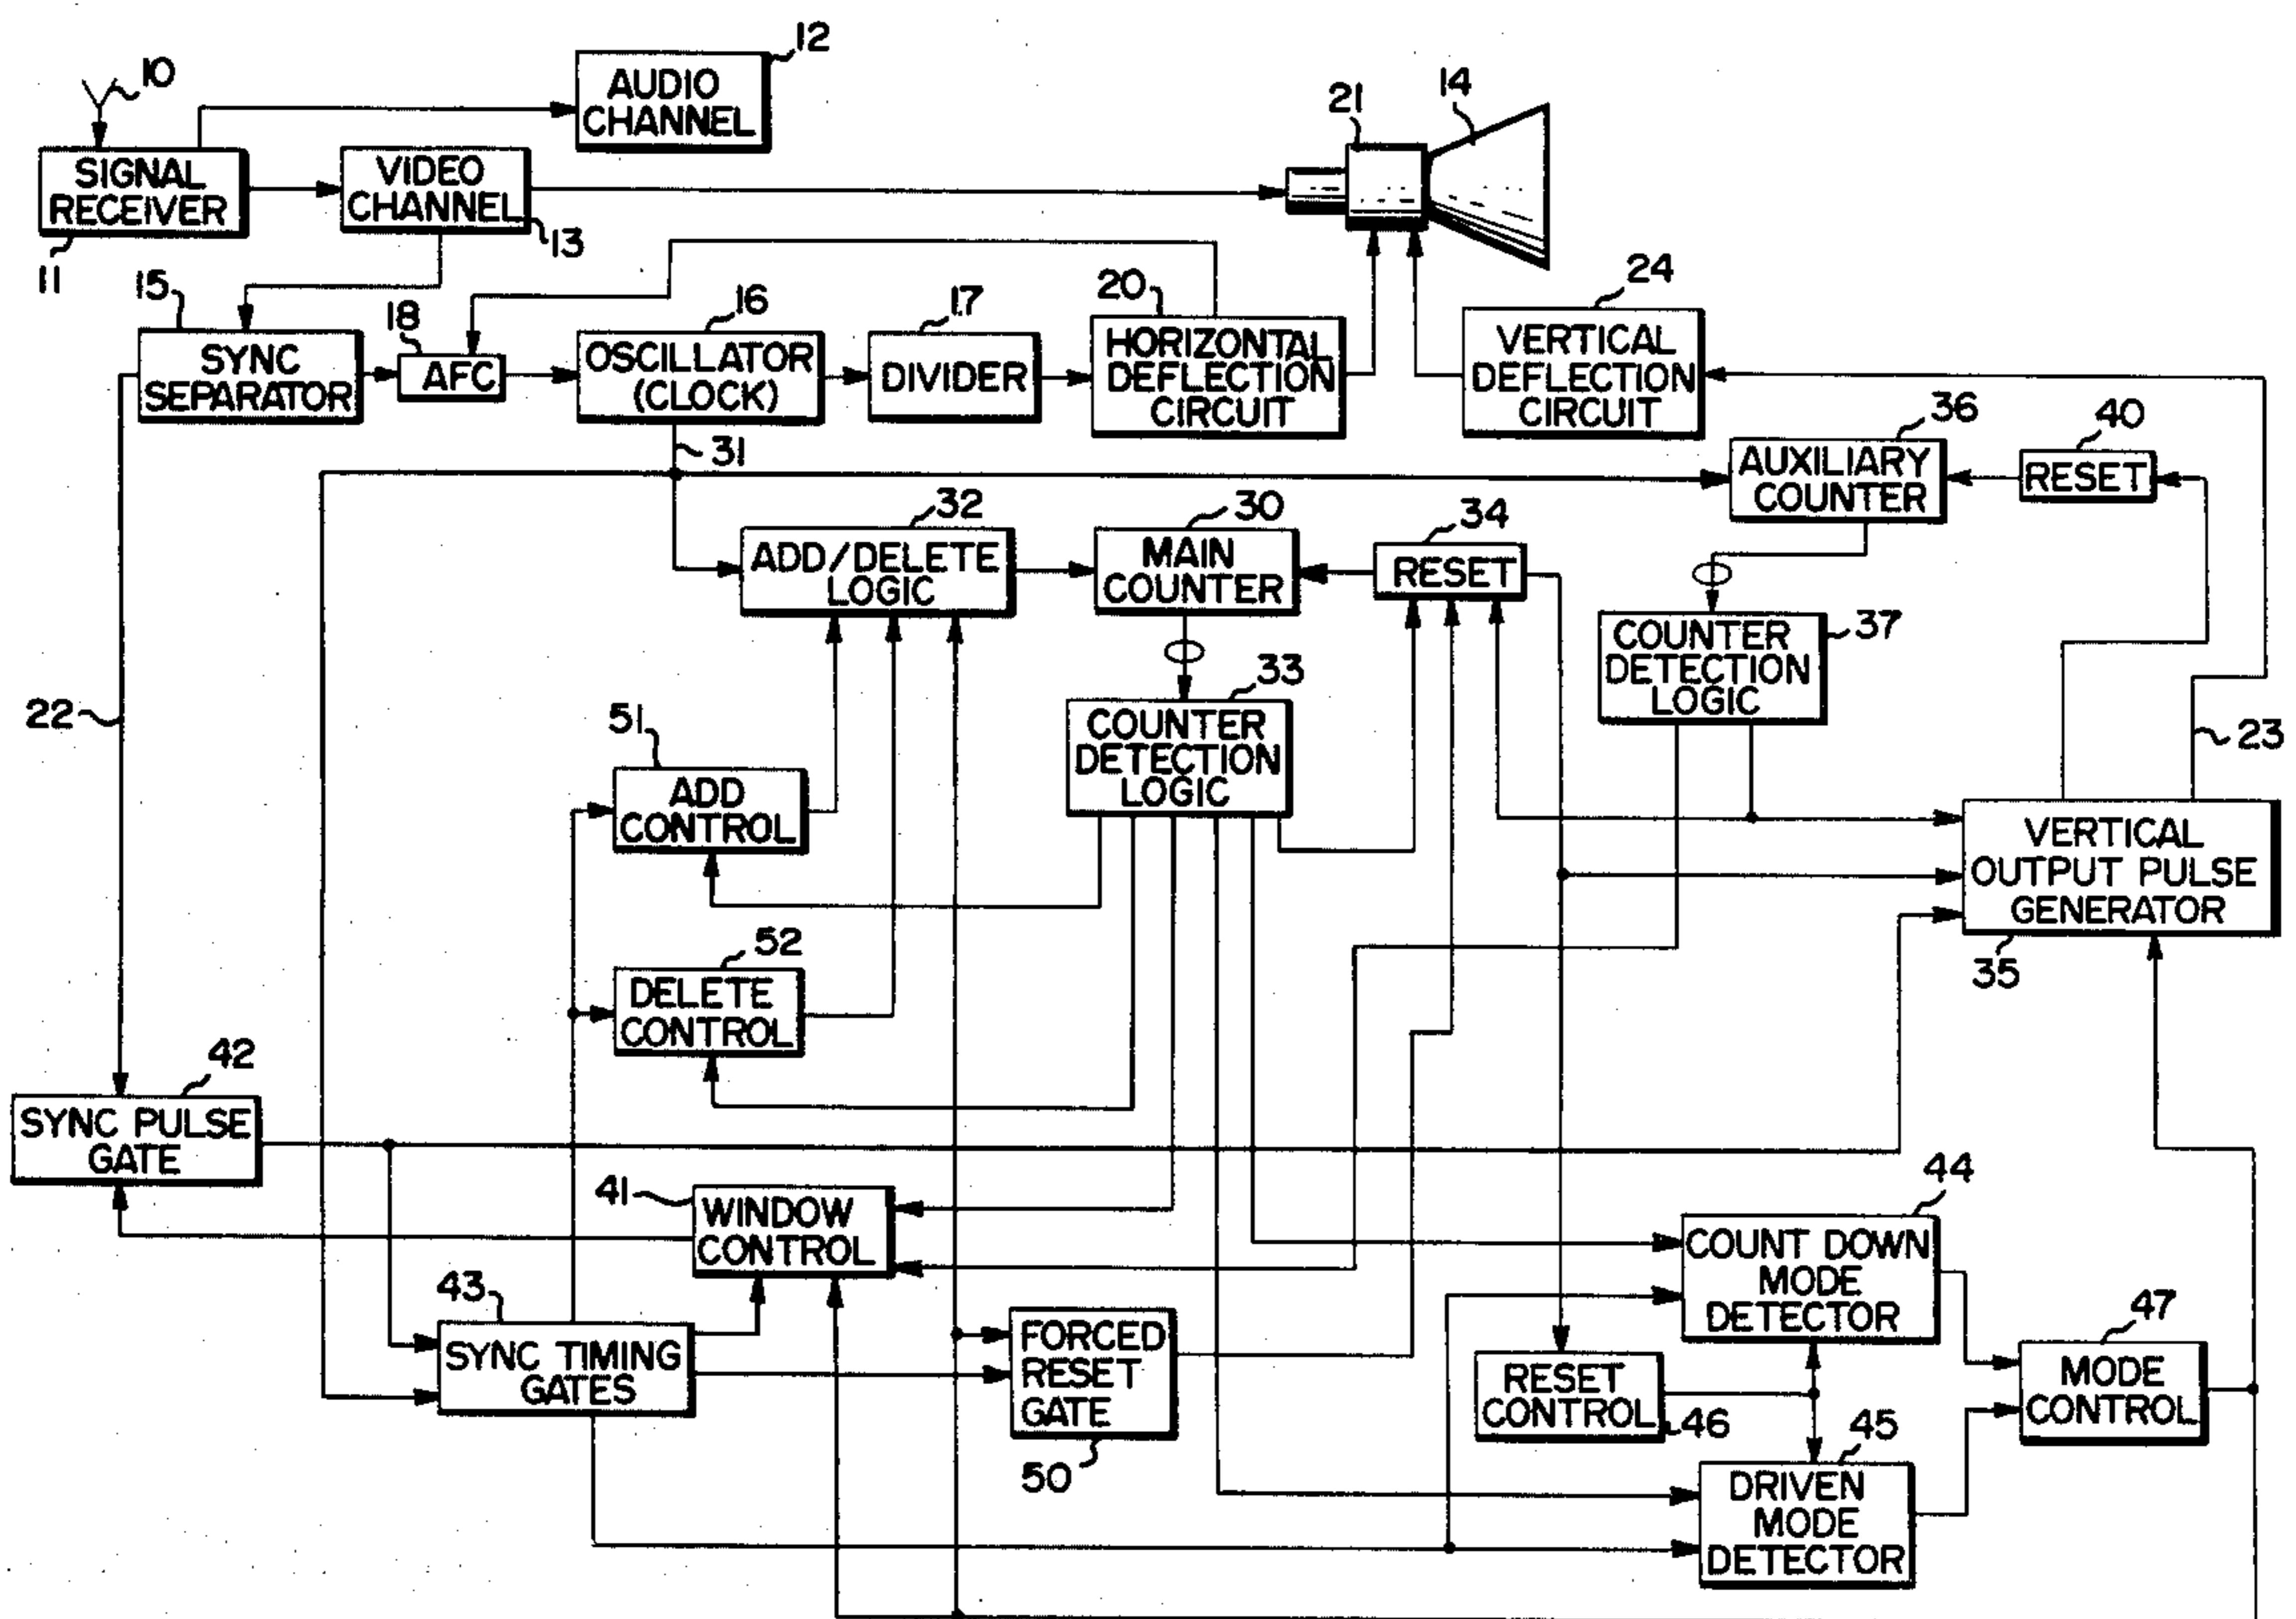 10
12
AUDIO
CHANNEL
21
14
SIGNAL
RECEIVER
11
VIDEO
CHANNEL
13
15
SYNC
SEPARATOR
18
AFC
16
OSCILLATOR
(CLOCK)
17
DIVIDER
20
HORIZONTAL
DEFLECTION
CIRCUIT
24
VERTICAL
DEFLECTION
CIRCUIT
31
36
AUXILIARY
COUNTER
40
RESET
32
ADD/DELETE
LOGIC
30
MAIN
COUNTER
34
RESET
37
COUNTER
DETECTION
LOGIC
33
COUNTER
DETECTION
LOGIC
22
51
ADD
CONTROL
23
VERTICAL
OUTPUT PULSE
GENERATOR
35
52
DELETE
CONTROL
42
SYNC PULSE
GATE
41
WINDOW
CONTROL
44
COUNT DOWN
MODE
DETECTOR
43
SYNC TIMING
GATES
FORCED
RESET
GATE
50
RESET
CONTROL
46
47
MODE
CONTROL
45
DRIVEN
MODE
DETECTOR